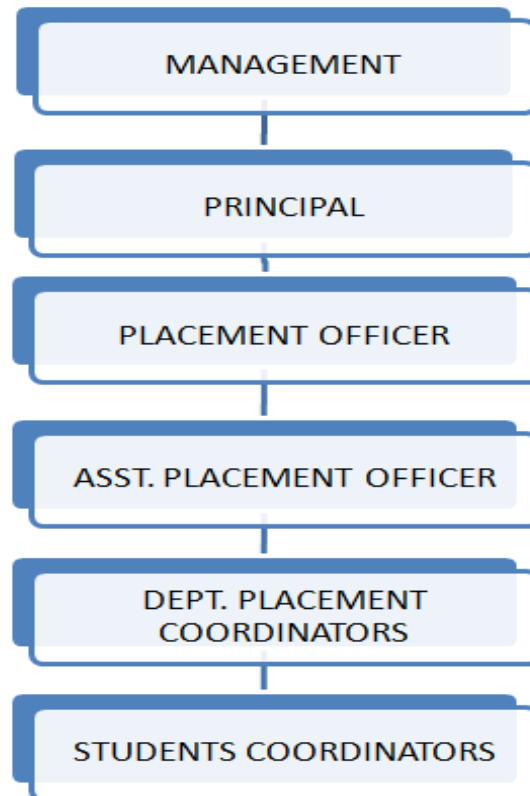 MANAGEMENT
PRINCIPAL
PLACEMENT OFFICER
ASST. PLACEMENT OFFICER
DEPT. PLACEMENT
COORDINATORS
STUDENTS COORDINATORS